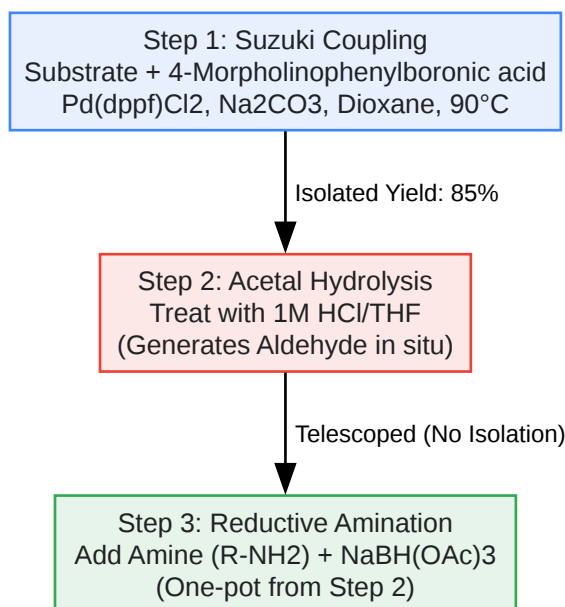 Step 1: Suzuki Coupling
Substrate + 4-Morpholinophenylboronic acid
Pd(dppf)Cl2, Na2CO3, Dioxane, 90°C
Isolated Yield: 85%
Step 2: Acetal Hydrolysis
Treat with 1M HCl/THF
(Generates Aldehyde in situ)
Telescoped (No Isolation)
Step 3: Reductive Amination
Add Amine (R-NH2) + NaBH(OAc)3
(One-pot from Step 2)